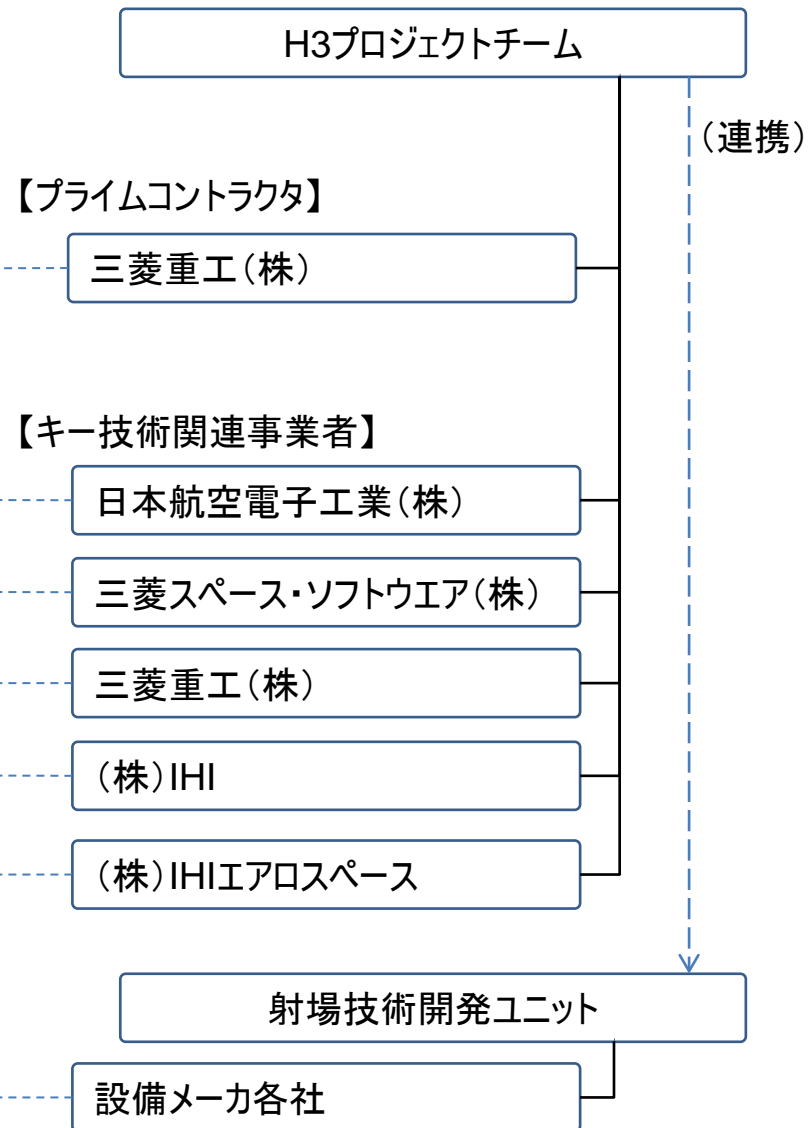 H3プロジェクトチーム
（連携）
【プライムコントラクタ】
三菱重工（株）
【キー技術関連事業者】
日本航空電子工業（株）
三菱スペース・ソフトウエア（株）
三菱重工（株）
（株）IHI
（株）IHIエアロスペース
射場技術開発ユニット
設備メーカ各社